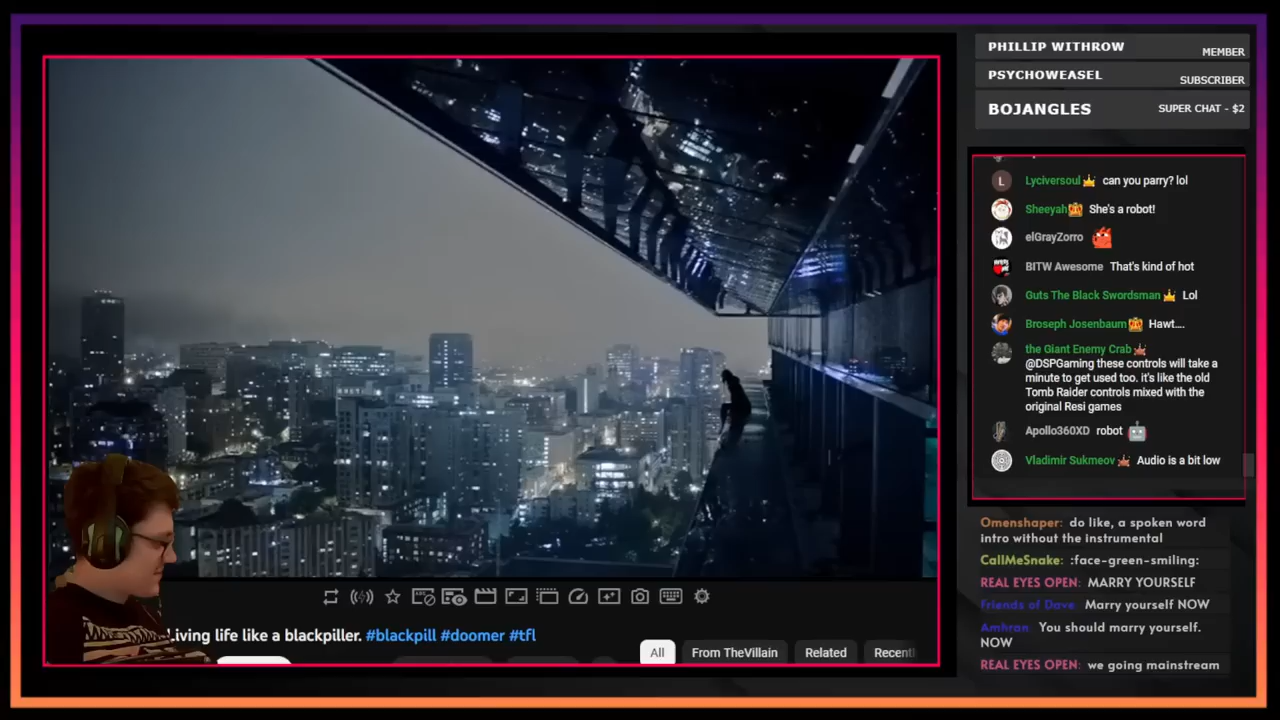 PHILLIP WITHROW MEMBER
PSYCHOWEASEL SUBSCRIBER
BOJANGLES SUPER CHAT - $2
L Lyciversoul can you parry? lol
Sheeyah She's a robot!
elGrayZorro
BITW Awesome That's kind of hot
Guts The Black Swordsman Lol
Broseph Josenbaum Hawt....
the Giant Enemy Crab
@DSPGaming these controls will take a
minute to get used too. it's like the old
Tomb Raider controls mixed with the
original Resi games
Apollo360XD robot
Vladimir Sukmeov Audio is a bit low
Omenshaper: do like, a spoken word
intro without the instrumental
CallMeSnake: :face-green-smiling:
REAL EYES OPEN: MARRY YOURSELF
Friends of Dave: Marry yourself NOW
Amhran: You should marry yourself.
NOW
REAL EYES OPEN: we going mainstream
Living life like a blackpiller. #blackpill #doomer #tfl
All From TheVillain Related Recentl